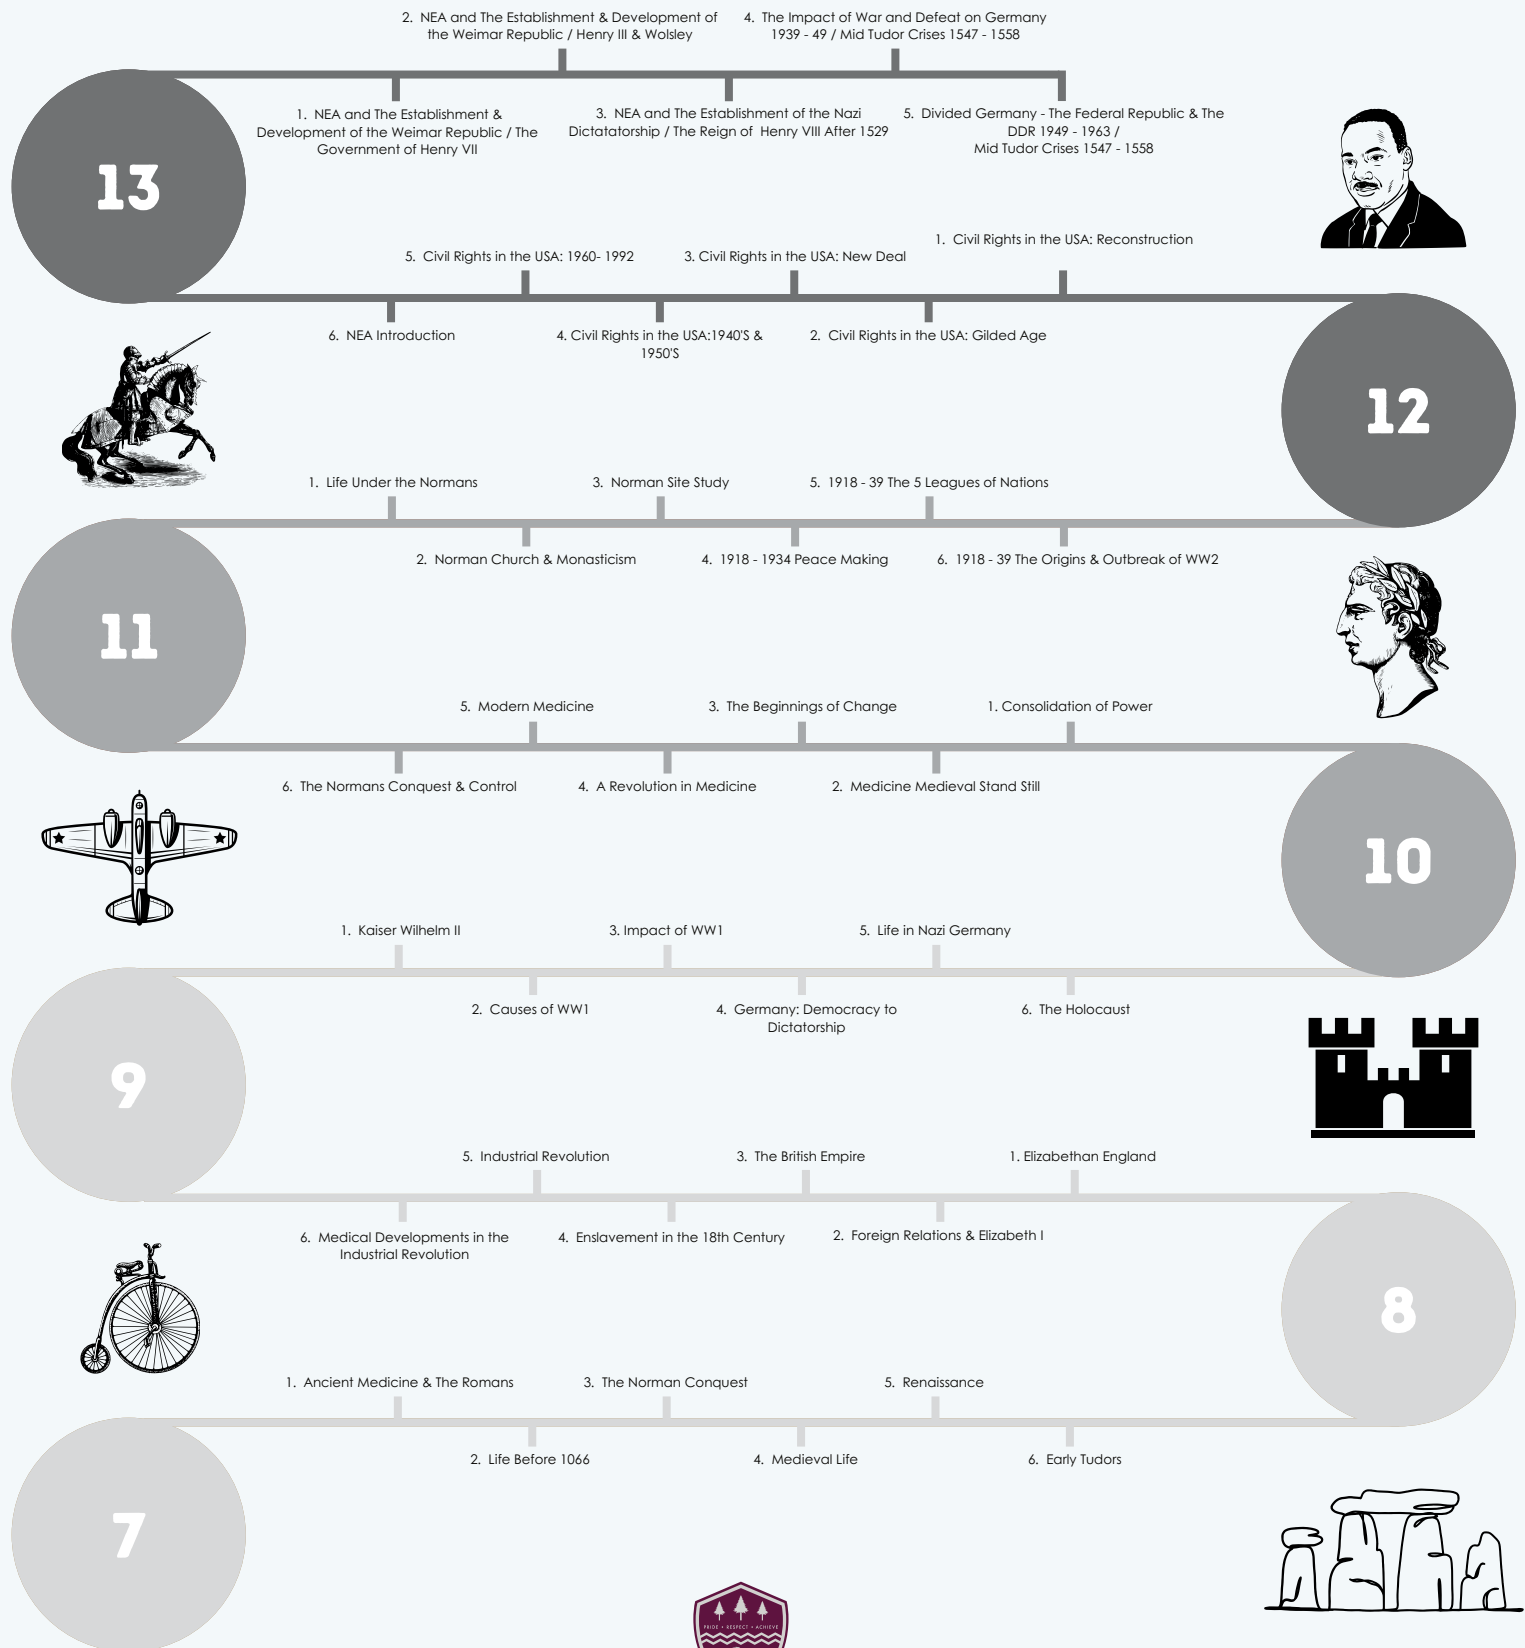 2. NEA and The Establishment & Development of
the Weimar Republic / Henry III & Wolsley
4. The Impact of War and Defeat on Germany
1939 - 49 / Mid Tudor Crises 1547 - 1558
1. NEA and The Establishment &
Development of the Weimar Republic / The
Government of Henry VII
3. NEA and The Establishment of the Nazi
Dictatatorship / The Reign of Henry VIII After 1529
5. Divided Germany - The Federal Republic & The
DDR 1949 - 1963 /
Mid Tudor Crises 1547 - 1558
13
5. Civil Rights in the USA: 1960- 1992
3. Civil Rights in the USA: New Deal
1. Civil Rights in the USA: Reconstruction
6. NEA Introduction
4. Civil Rights in the USA:1940'S &
1950'S
2. Civil Rights in the USA: Gilded Age
12
1. Life Under the Normans
3. Norman Site Study
5. 1918 - 39 The 5 Leagues of Nations
2. Norman Church & Monasticism
4. 1918 - 1934 Peace Making
6. 1918 - 39 The Origins & Outbreak of WW2
11
5. Modern Medicine
3. The Beginnings of Change
1. Consolidation of Power
6. The Normans Conquest & Control
4. A Revolution in Medicine
2. Medicine Medieval Stand Still
10
1. Kaiser Wilhelm II
3. Impact of WW1
5. Life in Nazi Germany
2. Causes of WW1
4. Germany: Democracy to
Dictatorship
6. The Holocaust
9
5. Industrial Revolution
3. The British Empire
1. Elizabethan England
6. Medical Developments in the
Industrial Revolution
4. Enslavement in the 18th Century
2. Foreign Relations & Elizabeth I
8
1. Ancient Medicine & The Romans
3. The Norman Conquest
5. Renaissance
2. Life Before 1066
4. Medieval Life
6. Early Tudors
7
PRIDE • RESPECT • ACHIEVE